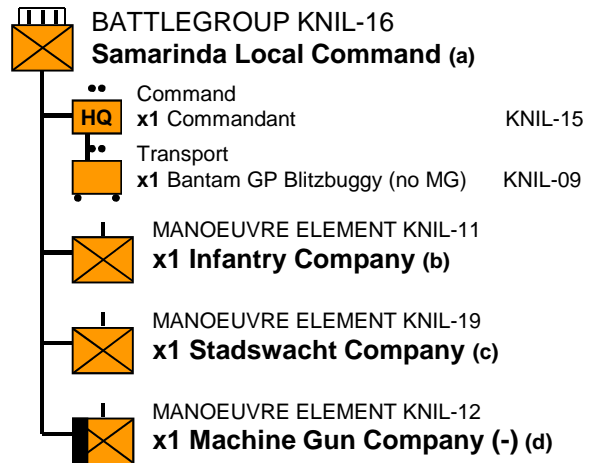 BATTLEGROUP KNIL-16
Samarinda Local Command (a)
Command
HQ x1 Commandant KNIL-15
Transport
x1 Bantam GP Blitzbuggy (no MG) KNIL-09
MANOEUVRE ELEMENT KNIL-11
x1 Infantry Company (b)
MANOEUVRE ELEMENT KNIL-19
x1 Stadswacht Company (c)
MANOEUVRE ELEMENT KNIL-12
x1 Machine Gun Company (-) (d)